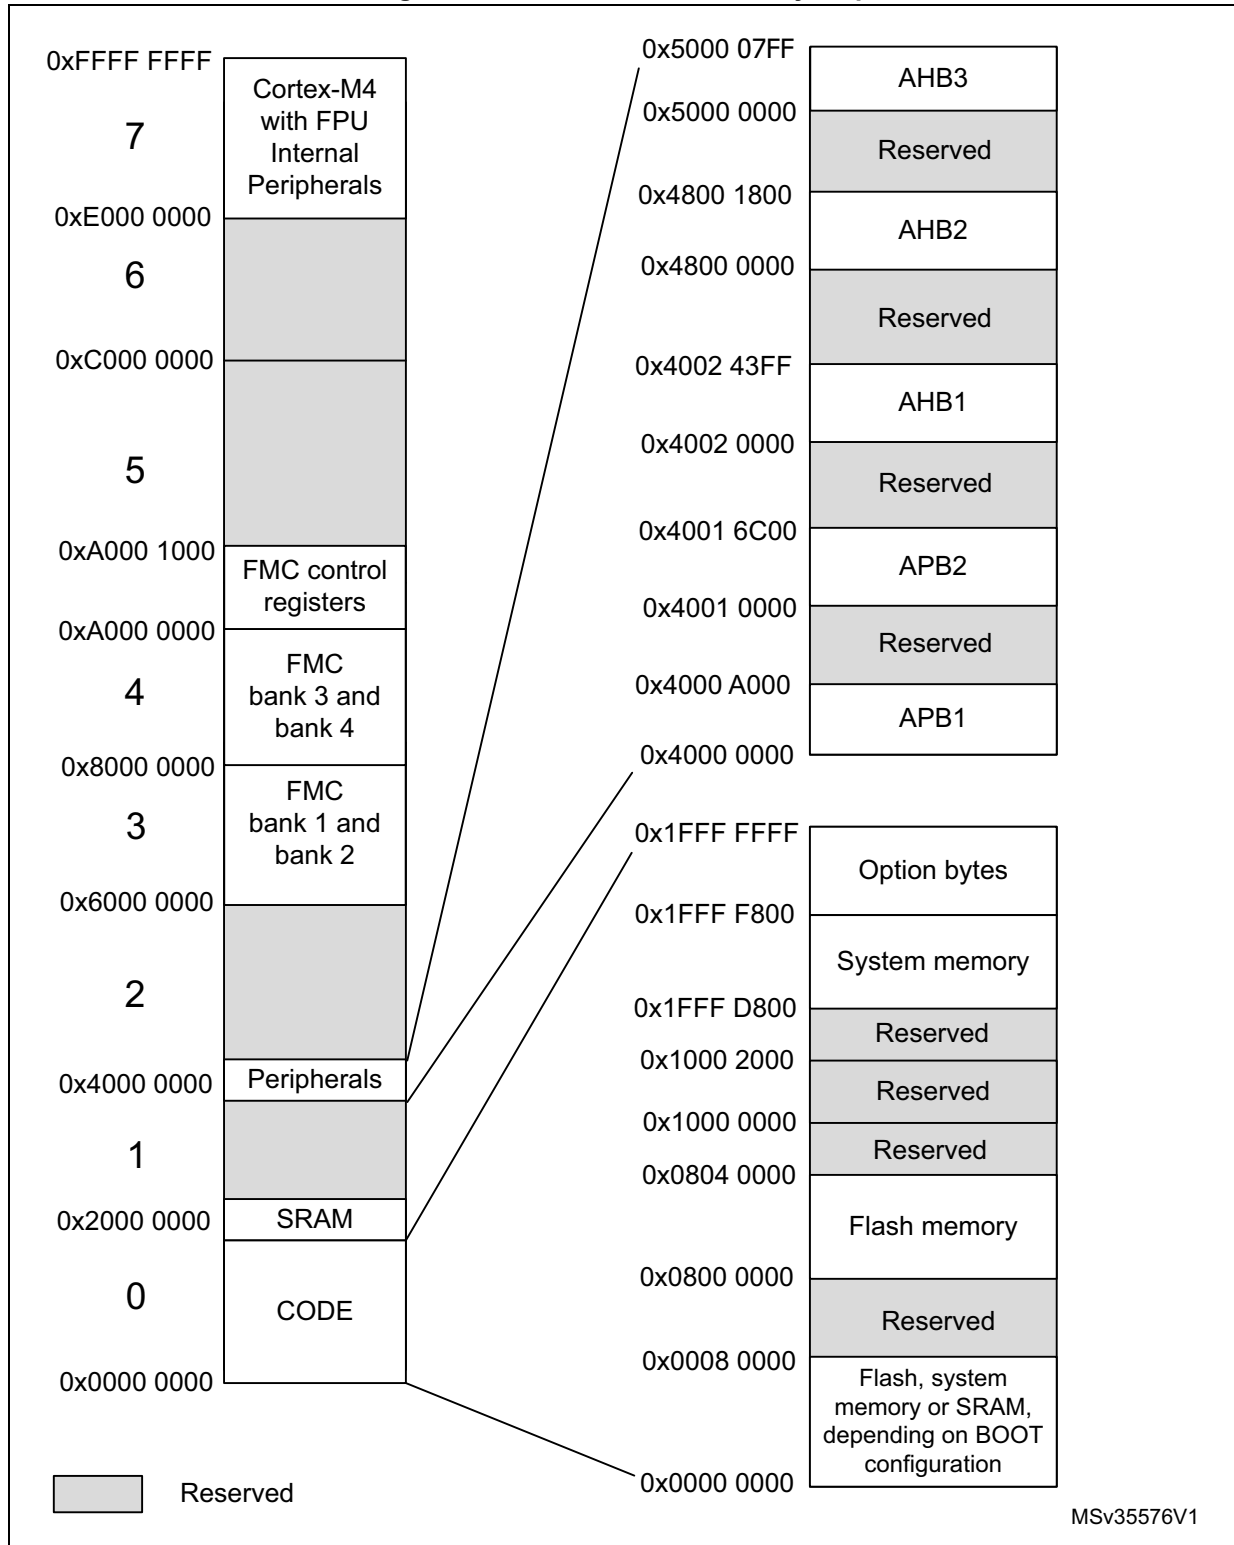 0xFFFF FFFF
Cortex-M4
with FPU
Internal
Peripherals
7
0xE000 0000
6
0xC000 0000
5
0xA000 1000
FMC control
registers
0xA000 0000
FMC
bank 3 and
bank 4
4
0x8000 0000
FMC
bank 1 and
bank 2
3
0x6000 0000
2
Peripherals
0x4000 0000
1
0x2000 0000
SRAM
0
CODE
0x0000 0000
Reserved
0x5000 07FF
AHB3
0x5000 0000
Reserved
0x4800 1800
AHB2
0x4800 0000
Reserved
0x4002 43FF
AHB1
0x4002 0000
Reserved
0x4001 6C00
APB2
0x4001 0000
Reserved
0x4000 A000
APB1
0x4000 0000
0x1FFF FFFF
Option bytes
0x1FFF F800
System memory
0x1FFF D800
Reserved
0x1000 2000
Reserved
0x1000 0000
Reserved
0x0804 0000
Flash memory
0x0800 0000
Reserved
0x0008 0000
Flash, system
memory or SRAM,
depending on BOOT
configuration
0x0000 0000
MSv35576V1